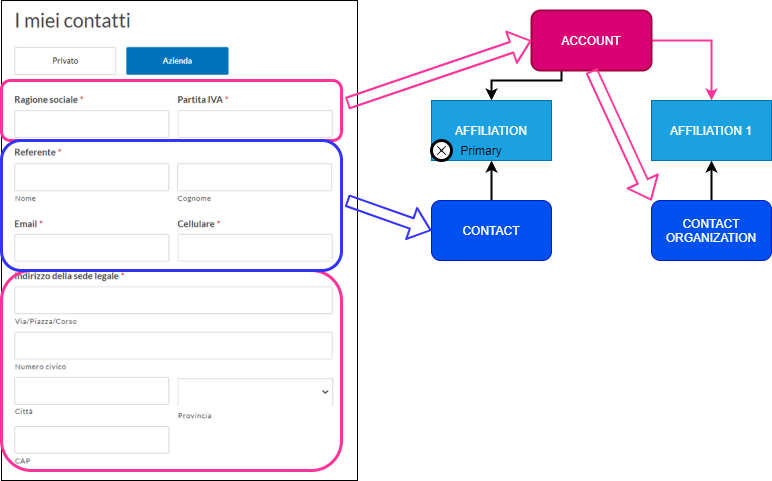 I miei contatti
Privato
Azienda
Ragione sociale *
Partita IVA *
Referente *
Nome
Cognome
Email *
Cellulare *
Indirizzo della sede legale *
Via/Piazza/Corso
Numero civico
Città
Provincia
CAP
ACCOUNT
AFFILIATION
Primary
AFFILIATION 1
CONTACT
CONTACT
ORGANIZATION